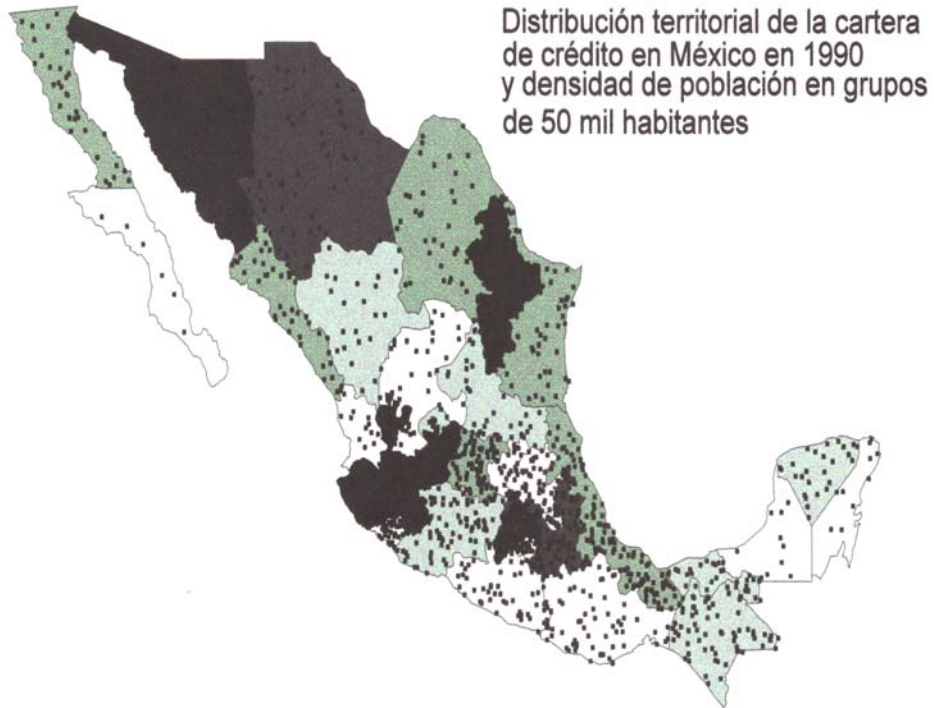 Distribución territorial de la cartera
de crédito en México en 1990
y densidad de población en grupos
de 50 mil habitantes